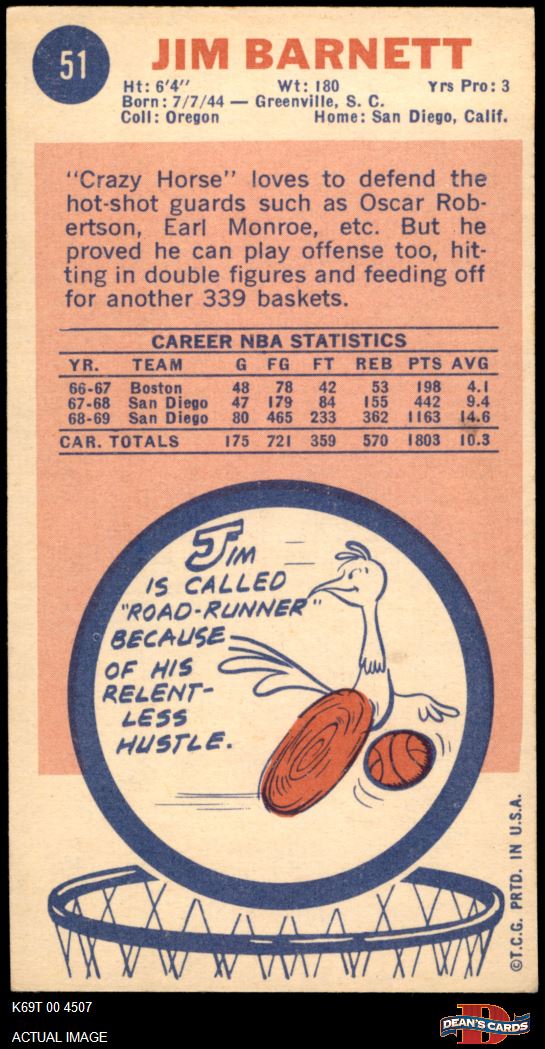 51
JIM BARNETT
Ht: 6'4" Wt: 180 Yrs Pro: 3
Born: 7/7/44 — Greenville, S. C.
Coll: Oregon Home: San Diego, Calif.
"Crazy Horse" loves to defend the
hot-shot guards such as Oscar Rob-
ertson, Earl Monroe, etc. But he
proved he can play offense too, hit-
ting in double figures and feeding off
for another 339 baskets.
CAREER NBA STATISTICS
YR. TEAM G FG FT REB PTS AVG
66-67 Boston 48 78 42 53 198 4.1
67-68 San Diego 47 179 84 155 442 9.4
68-69 San Diego 80 465 233 362 1163 14.6
CAR. TOTALS 175 721 359 570 1803 10.3
JIM
IS CALLED
"ROAD-RUNNER"
BECAUSE
OF HIS
RELENT-
LESS
HUSTLE.
©T.C.G. PRTD. IN U.S.A.
K69T 00 4507
ACTUAL IMAGE
D
DEAN'S CARDS